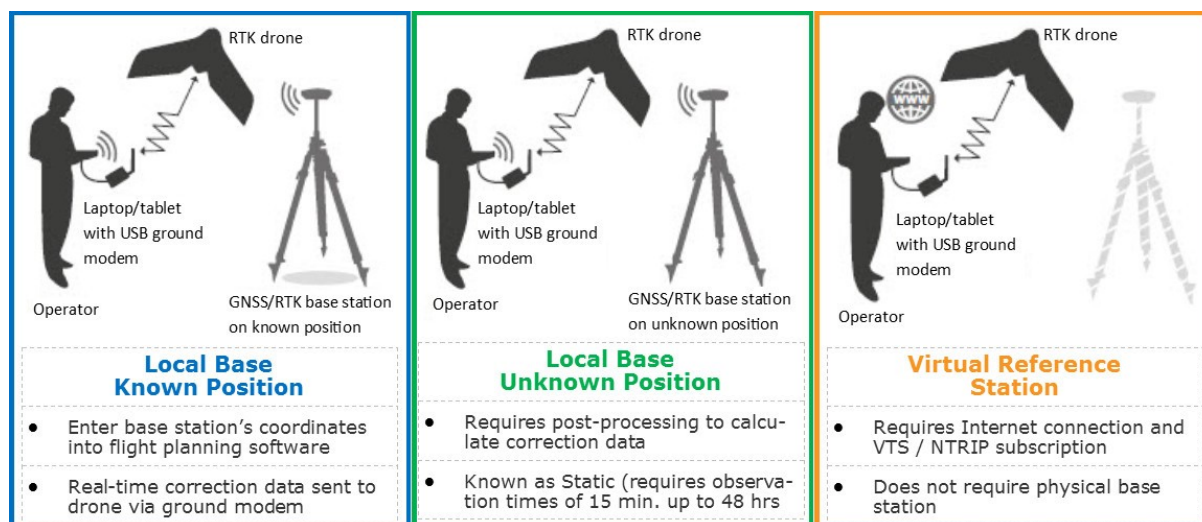 RTK drone
Laptop/tablet
with USB ground
modem
Operator
GNSS/RTK base station
on known position
Local Base
Known Position
• Enter base station's coordinates
into flight planning software
• Real-time correction data sent to
drone via ground modem
RTK drone
Laptop/tablet
with USB ground
modem
Operator
GNSS/RTK base station
on unknown position
Local Base
Unknown Position
• Requires post-processing to calcu-
late correction data
• Known as Static (requires observa-
tion times of 15 min. up to 48 hrs
RTK drone
WWW
Laptop/tablet
with USB ground
modem
Operator
Virtual Reference
Station
• Requires Internet connection and
VTS / NTRIP subscription
• Does not require physical base
station